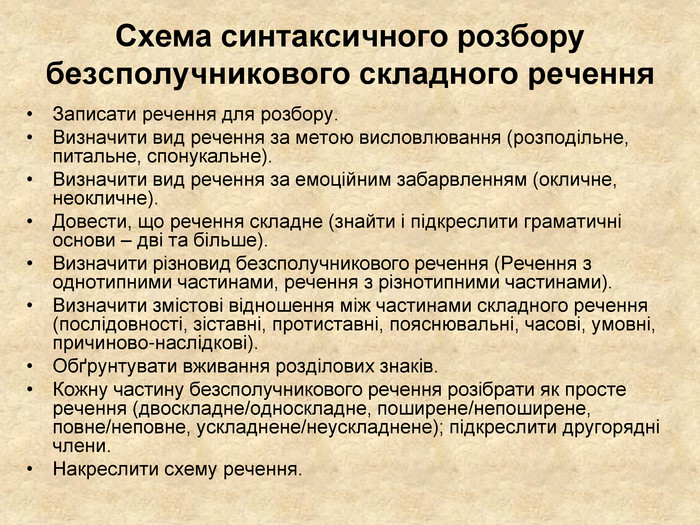 Схема синтаксичного розбору
безсполучникового складного речення
• Записати речення для розбору.
• Визначити вид речення за метою висловлювання (розподільне,
питальне, спонукальне).
• Визначити вид речення за емоційним забарвленням (окличне,
неокличне).
• Довести, що речення складне (знайти і підкреслити граматичні
основи – дві та більше).
• Визначити різновид безсполучникового речення (Речення з
однотипними частинами, речення з різнотипними частинами).
• Визначити змістові відношення між частинами складного речення
(послідовності, зіставні, протиставні, пояснювальні, часові, умовні,
причиново-наслідкові).
• Обґрунтувати вживання розділових знаків.
• Кожну частину безсполучникового речення розібрати як просте
речення (двоскладне/односкладне, поширене/непоширене,
повне/неповне, ускладнене/неускладнене); підкреслити другорядні
члени.
• Накреслити схему речення.